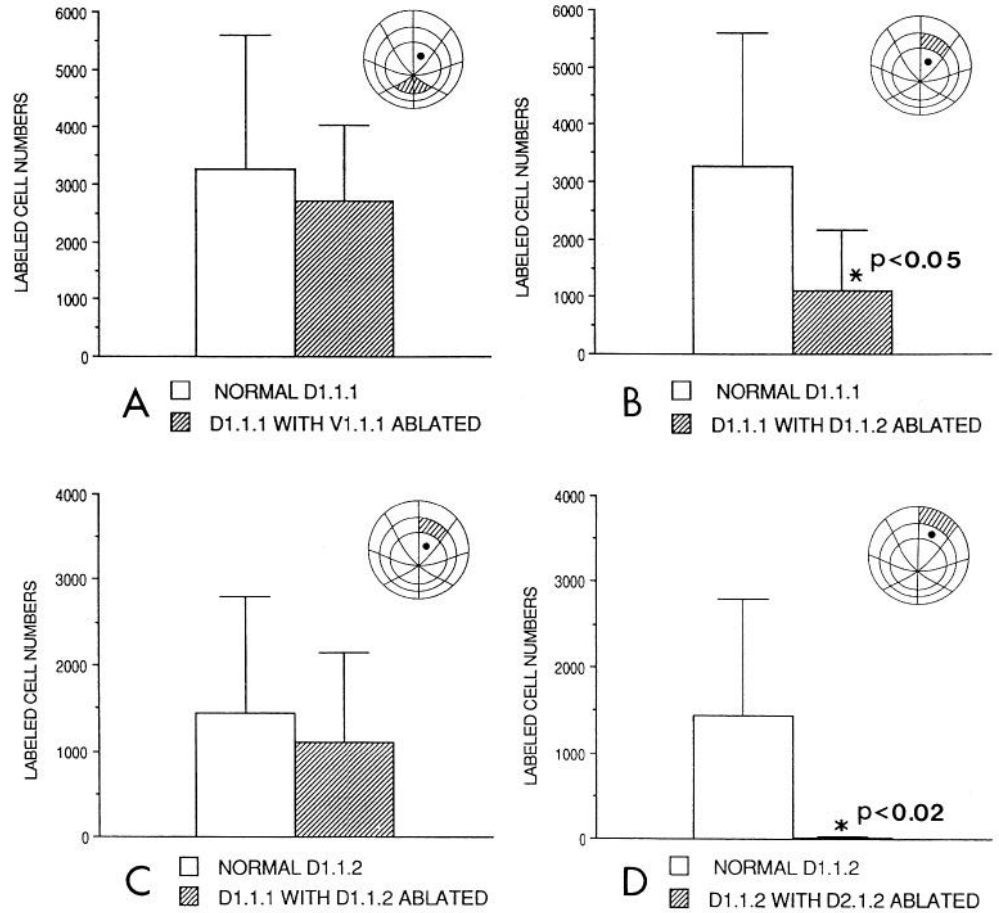 6000
5000
4000
3000
2000
1000
0
LABELED CELL NUMBERS
A
NORMAL D1.1.1
D1.1.1 WITH V1.1.1 ABLATED
6000
5000
4000
3000
2000
1000
0
LABELED CELL NUMBERS
* p<0.05
B
NORMAL D1.1.1
D1.1.1 WITH D1.1.2 ABLATED
4000
3000
2000
1000
0
LABELED CELL NUMBERS
C
NORMAL D1.1.2
D1.1.1 WITH D1.1.2 ABLATED
4000
3000
2000
1000
0
LABELED CELL NUMBERS
* p<0.02
D
NORMAL D1.1.2
D1.1.2 WITH D2.1.2 ABLATED